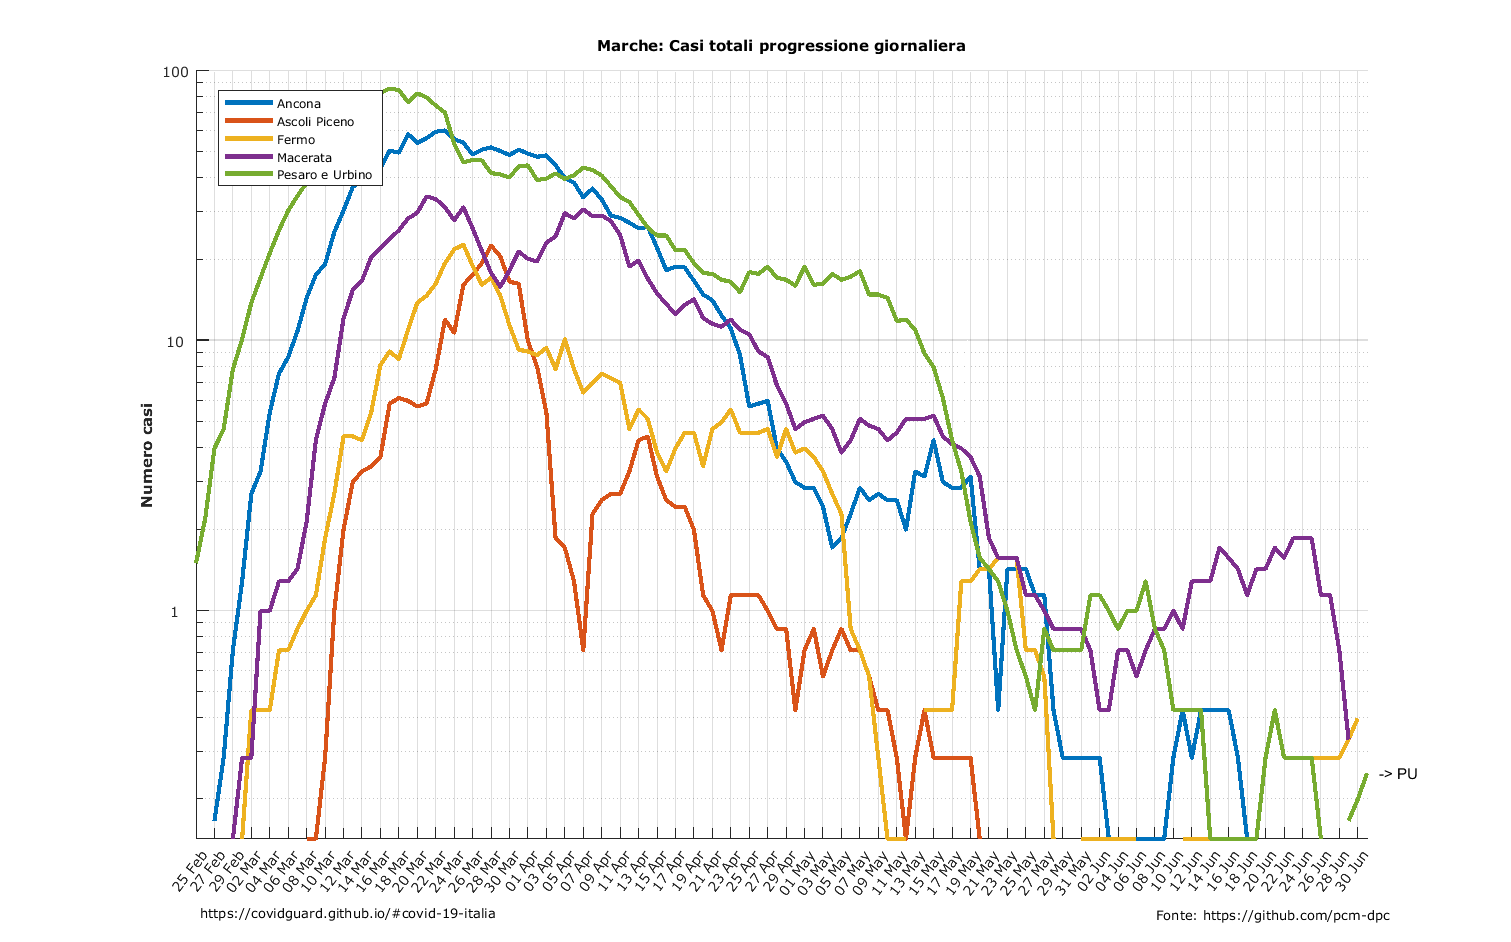 Marche: Casi totali progressione giornaliera
100
10
1
Numero casi
Ancona
Ascoli Piceno
Fermo
Macerata
Pesaro e Urbino
-> PU
25 Feb
27 Feb
29 Feb
02 Mar
04 Mar
06 Mar
08 Mar
10 Mar
12 Mar
14 Mar
16 Mar
18 Mar
20 Mar
22 Mar
24 Mar
26 Mar
28 Mar
30 Mar
01 Apr
03 Apr
05 Apr
07 Apr
09 Apr
11 Apr
13 Apr
15 Apr
17 Apr
19 Apr
21 Apr
23 Apr
25 Apr
27 Apr
29 Apr
01 May
03 May
05 May
07 May
09 May
11 May
13 May
15 May
17 May
19 May
21 May
23 May
25 May
27 May
29 May
31 May
02 Jun
04 Jun
06 Jun
08 Jun
10 Jun
12 Jun
14 Jun
16 Jun
18 Jun
20 Jun
22 Jun
24 Jun
26 Jun
28 Jun
30 Jun
https://covidguard.github.io/#covid-19-italia
Fonte: https://github.com/pcm-dpc